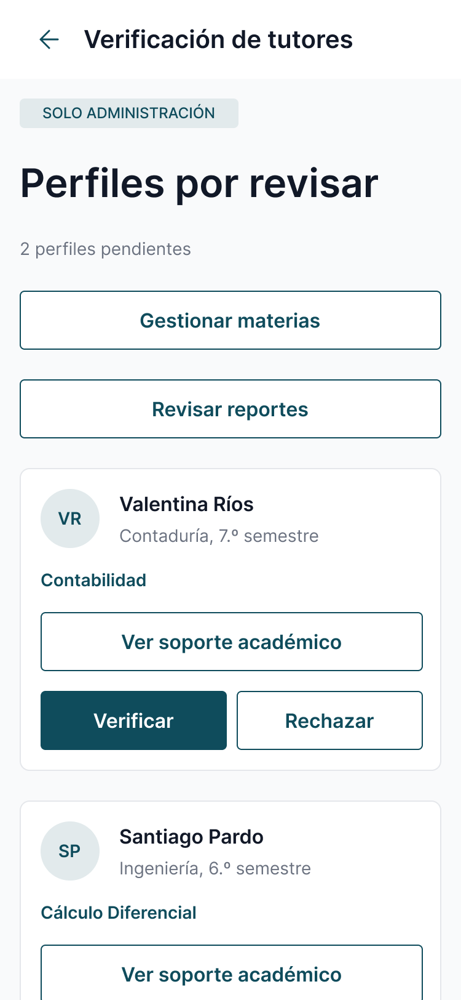 Verificación de tutores
SOLO ADMINISTRACIÓN
Perfiles por revisar
2 perfiles pendientes
Gestionar materias
Revisar reportes
VR
Valentina Ríos
Contaduría, 7.º semestre
Contabilidad
Ver soporte académico
Verificar
Rechazar
SP
Santiago Pardo
Ingeniería, 6.º semestre
Cálculo Diferencial
Ver soporte académico